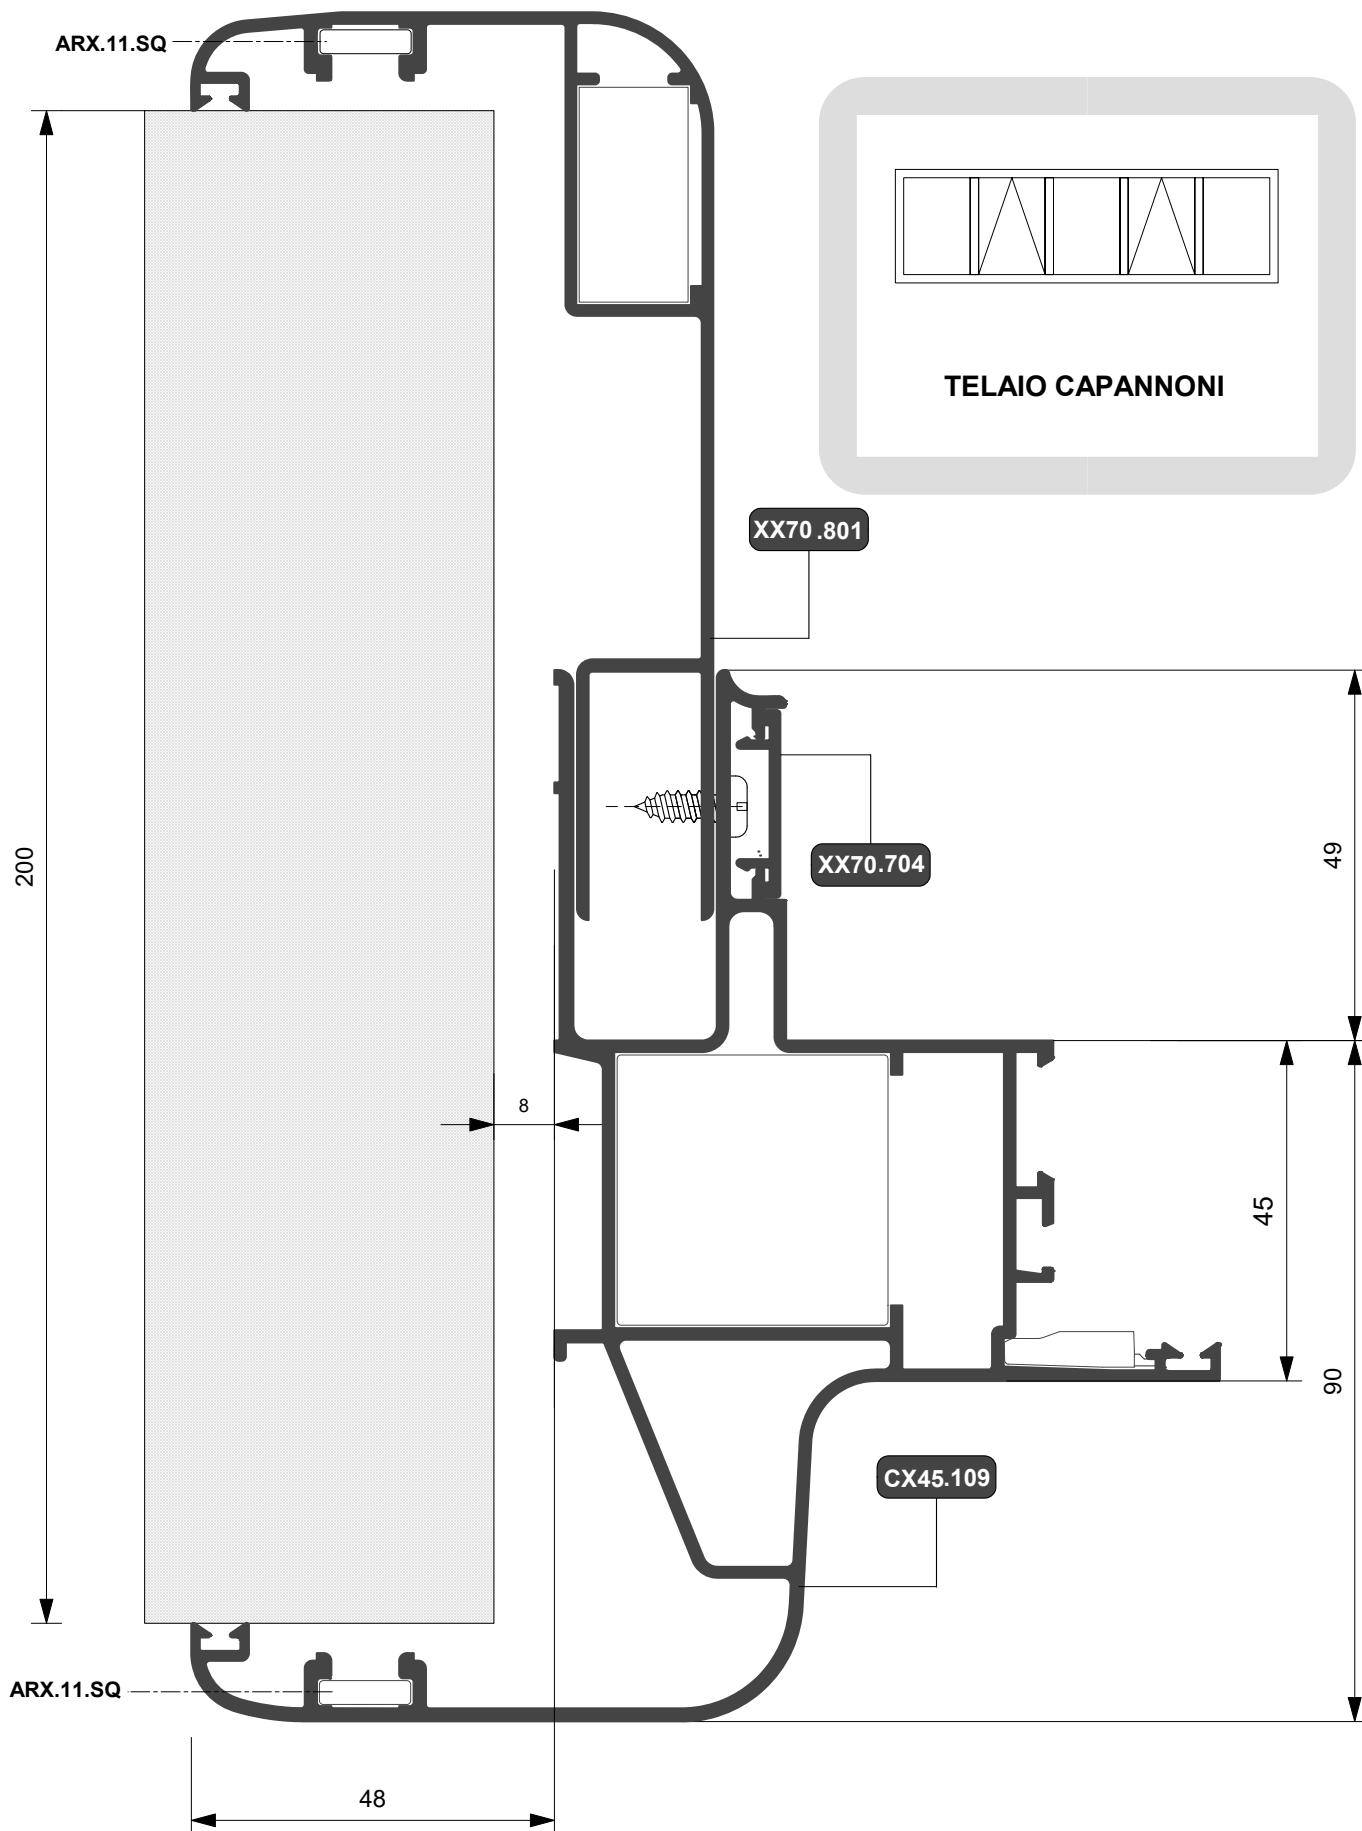 ARX.11.SQ
TELAIO CAPANNONI
XX70.801
XX70.704
200
49
8
45
90
CX45.109
ARX.11.SQ
48